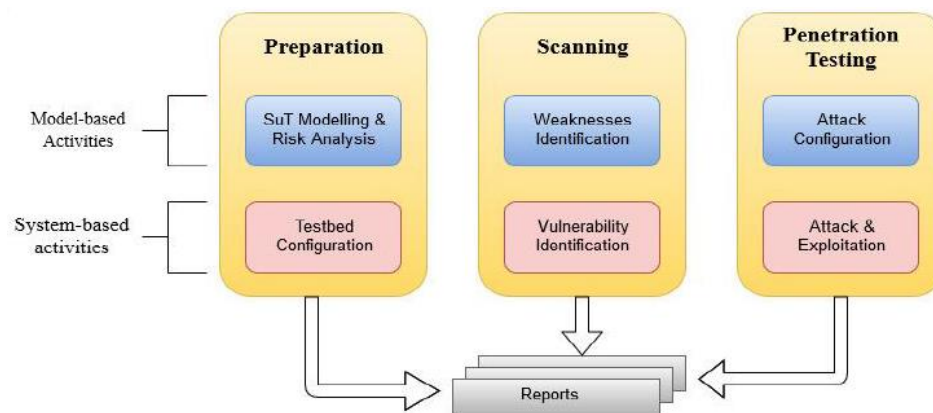 Preparation
Scanning
Penetration
Testing
Model-based
Activities
SuT Modelling &
Risk Analysis
Weaknesses
Identification
Attack
Configuration
System-based
activities
Testbed
Configuration
Vulnerability
Identification
Attack &
Exploitation
Reports